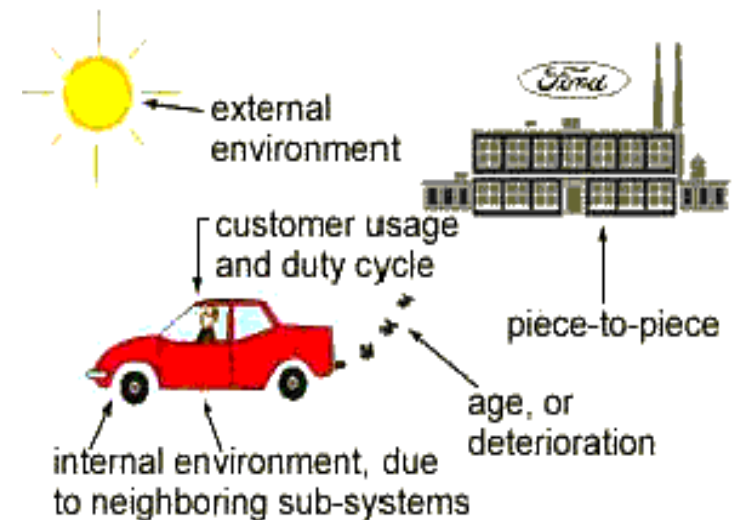 Ford
external
environment
customer usage
and duty cycle
piece-to-piece
age, or
deterioration
internal environment, due
to neighboring sub-systems